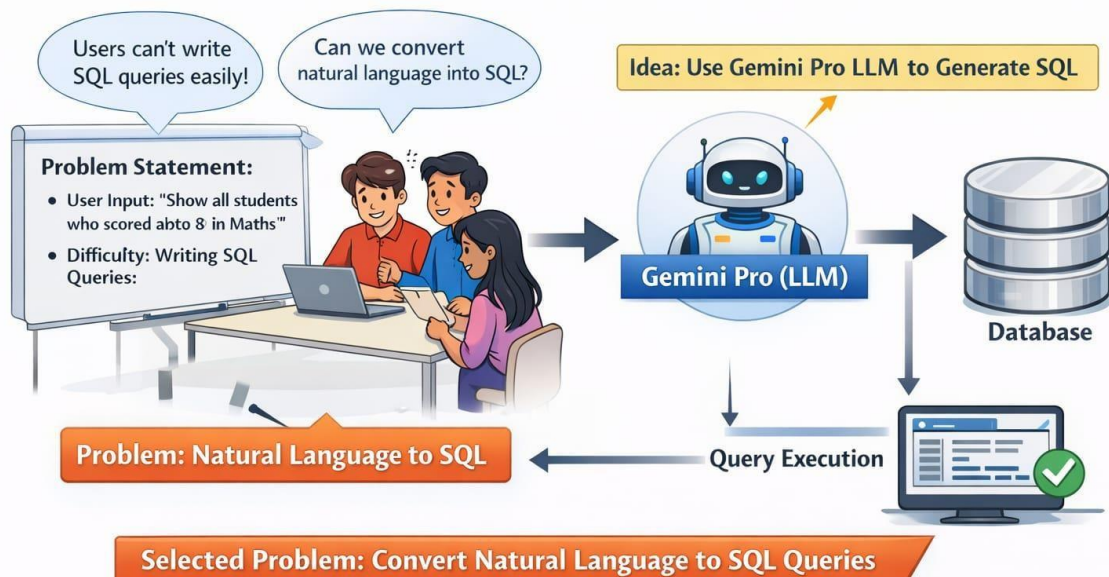 Users can't write
SQL queries easily!
Can we convert
natural language into SQL?
Idea: Use Gemini Pro LLM to Generate SQL
Problem Statement:
• User Input: "Show all students
who scored abto 8 in Maths'"
• Difficulty: Writing SQL
Queries:
Gemini Pro (LLM)
Database
Problem: Natural Language to SQL
Query Execution
Selected Problem: Convert Natural Language to SQL Queries